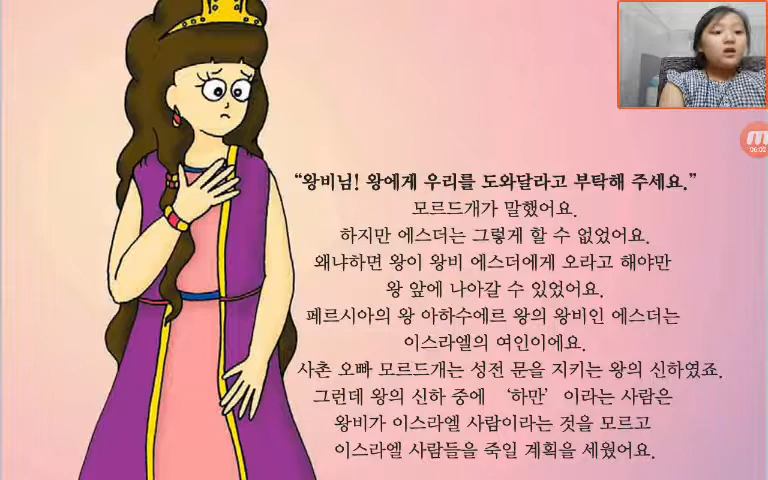 “왕비님! 왕에게 우리를 도와달라고 부탁해 주세요.”
모르드개가 말했어요.
하지만 에스더는 그렇게 할 수 없었어요.
왜냐하면 왕이 왕비 에스더에게 오라고 해야만
왕 앞에 나아갈 수 있었어요.
페르시아의 왕 아하수에르 왕의 왕비인 에스더는
이스라엘의 여인이에요.
사촌 오빠 모르드개는 성전 문을 지키는 왕의 신하였죠.
그런데 왕의 신하 중에 ‘하만’ 이라는 사람은
왕비가 이스라엘 사람이라는 것을 모르고
이스라엘 사람들을 죽일 계획을 세웠어요.
06:02